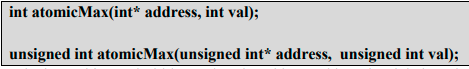 int atomicMax(int* address, int val);
unsigned int atomicMax(unsigned int* address, unsigned int val);